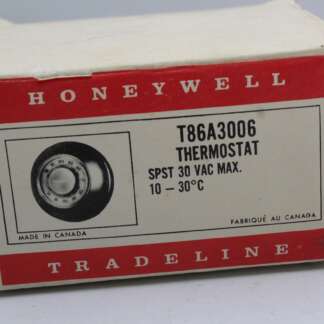 HONEYWELL
T86A3006
THERMOSTAT
SPST 30 VAC MAX.
10 – 30°C
MADE IN CANADA
FABRIQUÉ AU CANADA
TRADELINE